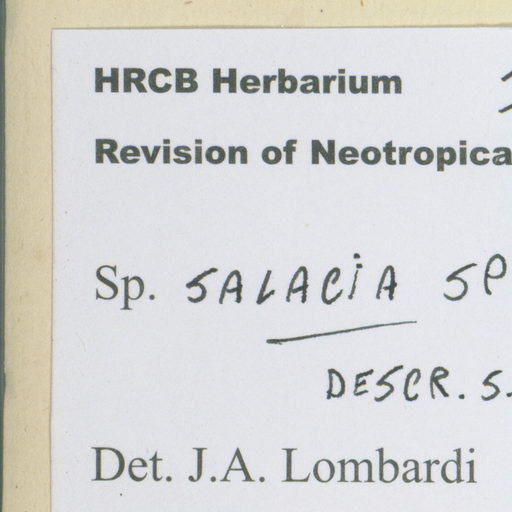 HRCB Herbarium
Revision of Neotropica
Sp. SALACIA SP
DESCR. S.
Det. J.A. Lombardi